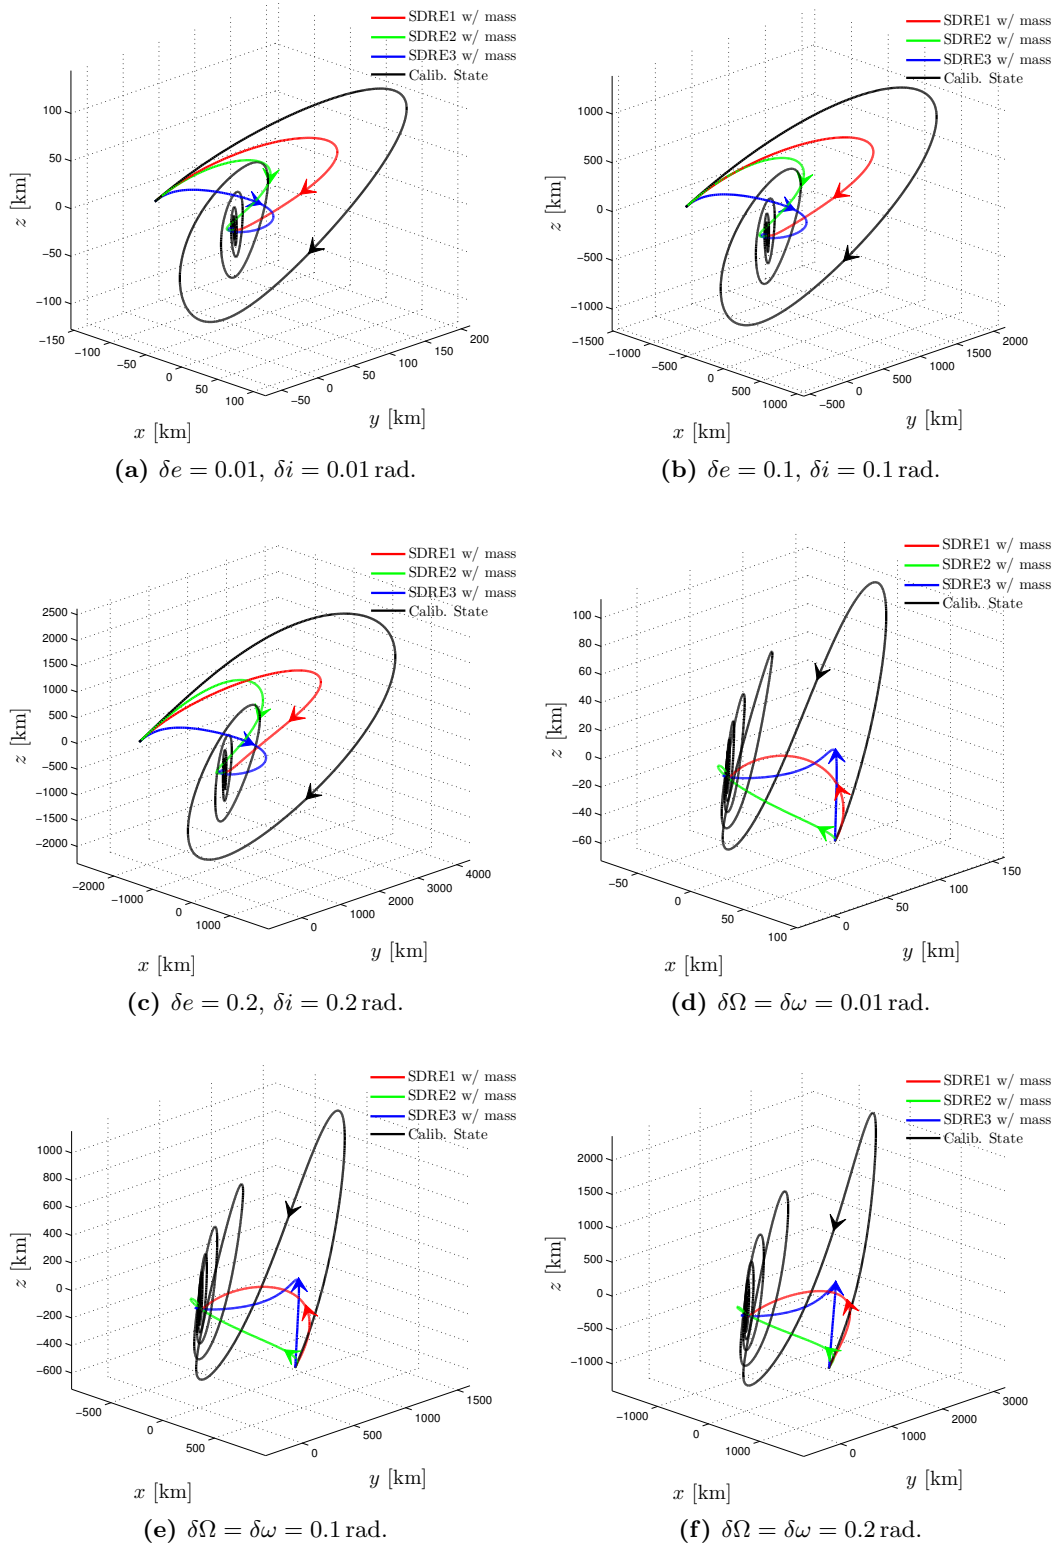 SDRE1 w/ mass
SDRE2 w/ mass
SDRE3 w/ mass
Calib. State
100
50
0
−50
−100
z [km]
−150
−100
−50
0
50
100
x [km]
−50
0
50
100
150
200
y [km]
(a) δe = 0.01, δi = 0.01 rad.
SDRE1 w/ mass
SDRE2 w/ mass
SDRE3 w/ mass
Calib. State
1000
500
0
−500
−1000
z [km]
−1500
−1000
−500
0
500
1000
x [km]
−500
0
500
1000
1500
2000
y [km]
(b) δe = 0.1, δi = 0.1 rad.
SDRE1 w/ mass
SDRE2 w/ mass
SDRE3 w/ mass
Calib. State
2500
2000
1500
1000
500
0
−500
−1000
−1500
−2000
z [km]
−2000
−1000
0
1000
x [km]
0
1000
2000
3000
4000
y [km]
(c) δe = 0.2, δi = 0.2 rad.
SDRE1 w/ mass
SDRE2 w/ mass
SDRE3 w/ mass
Calib. State
100
80
60
40
20
0
−20
−40
−60
z [km]
−50
0
50
100
x [km]
0
50
100
150
y [km]
(d) δΩ = δω = 0.01 rad.
SDRE1 w/ mass
SDRE2 w/ mass
SDRE3 w/ mass
Calib. State
1000
800
600
400
200
0
−200
−400
−600
z [km]
−500
0
500
x [km]
0
500
1000
1500
y [km]
(e) δΩ = δω = 0.1 rad.
SDRE1 w/ mass
SDRE2 w/ mass
SDRE3 w/ mass
Calib. State
2000
1500
1000
500
0
−500
−1000
z [km]
−1000
0
1000
x [km]
0
1000
2000
3000
y [km]
(f) δΩ = δω = 0.2 rad.